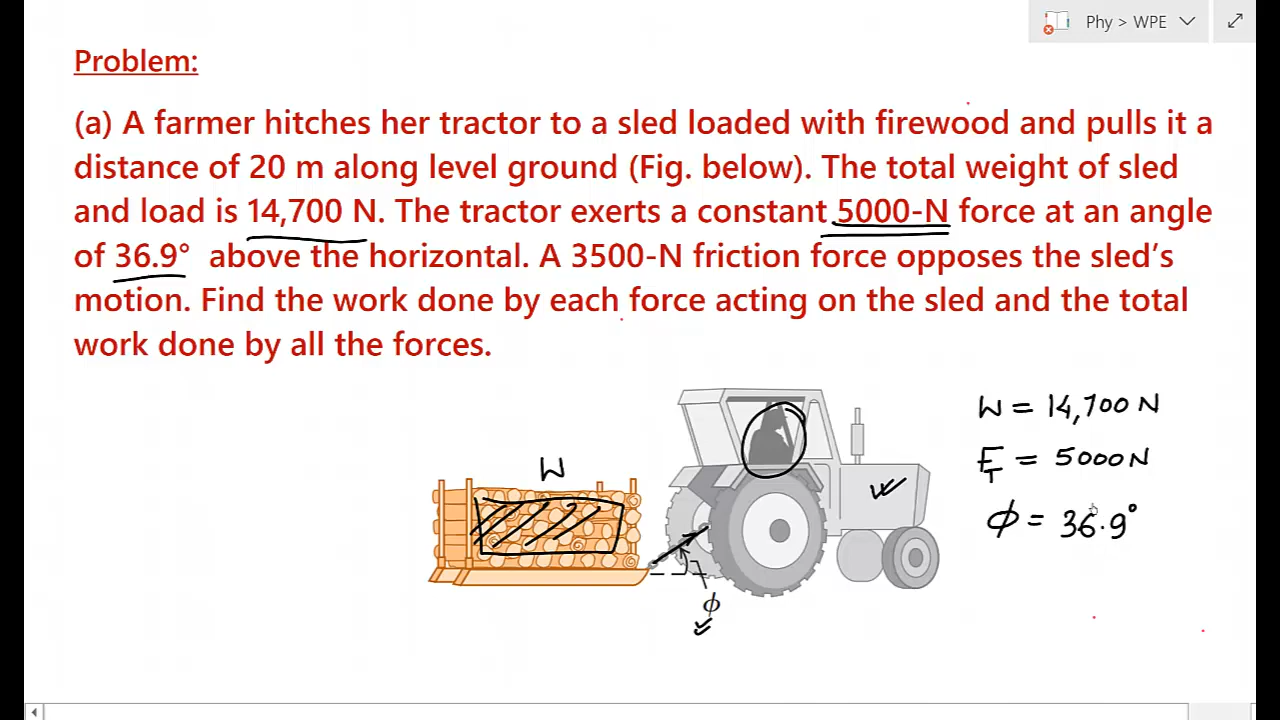 Phy > WPE
Problem:
(a) A farmer hitches her tractor to a sled loaded with firewood and pulls it a
distance of 20 m along level ground (Fig. below). The total weight of sled
and load is 14,700 N. The tractor exerts a constant 5000-N force at an angle
of 36.9° above the horizontal. A 3500-N friction force opposes the sled’s
motion. Find the work done by each force acting on the sled and the total
work done by all the forces.
W = 14,700 N
W
F_T = 5000 N
ϕ = 36.9°
ϕ